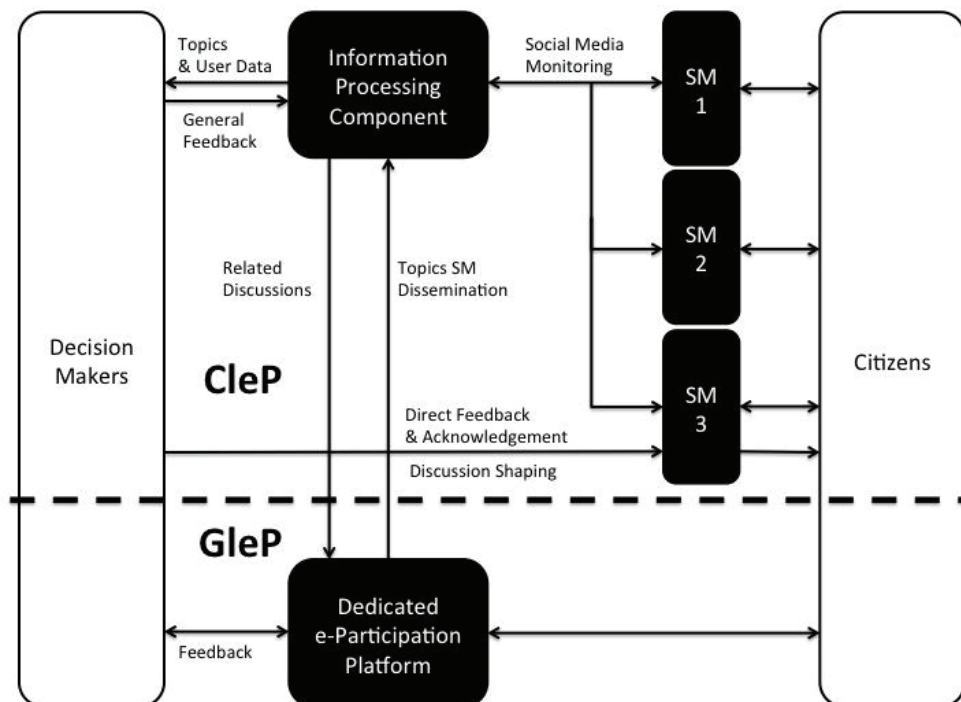 Topics
& User Data
General
Feedback
Information
Processing
Component
Social Media
Monitoring
SM
1
SM
2
SM
3
Decision
Makers
Citizens
Related
Discussions
Topics SM
Dissemination
CleP
Direct Feedback
& Acknowledgement
Discussion Shaping
GleP
Dedicated
e-Participation
Platform
Feedback